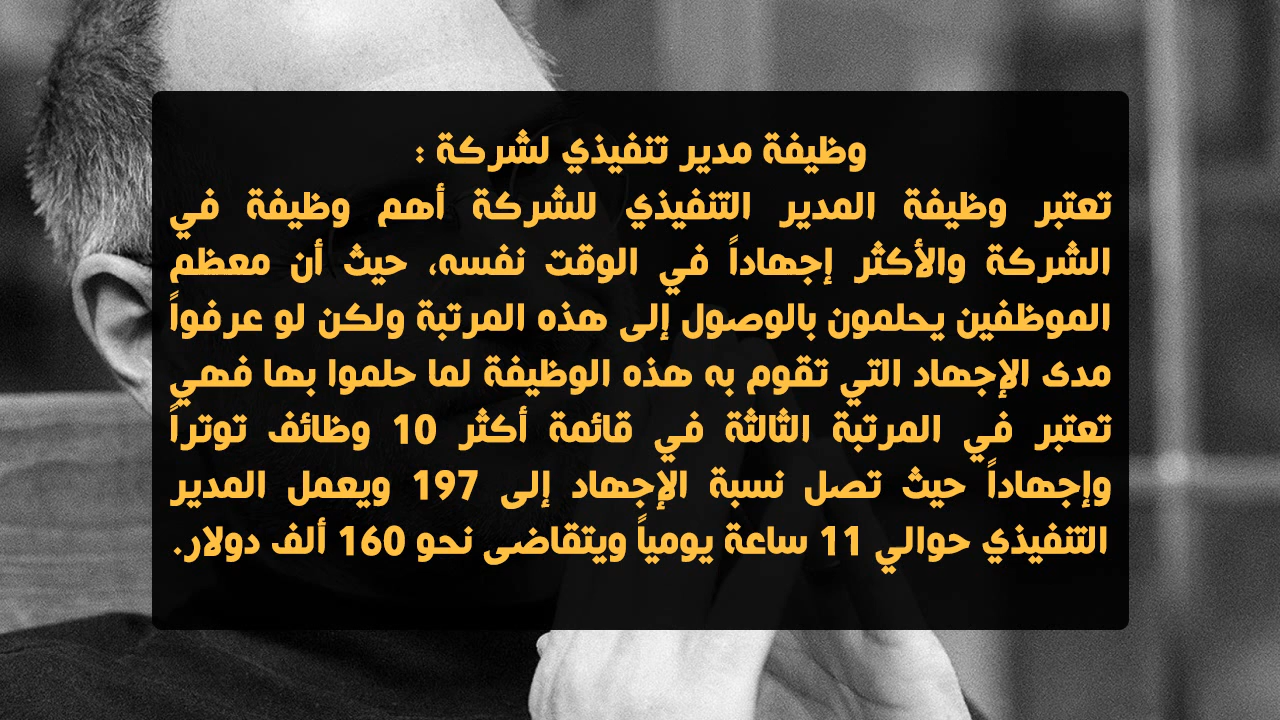 وظيفة مدير تنفيذي لشركة :
تعتبر وظيفة المدير التنفيذي للشركة أهم وظيفة في
الشركة والأكثر إجهاداً في الوقت نفسه، حيث أن معظم
الموظفين يحلمون بالوصول إلى هذه المرتبة ولكن لو عرفواً
مدى الإجهاد التي تقوم به هذه الوظيفة لما حلموا بها فهي
تعتبر في المرتبة الثالثة في قائمة أكثر 10 وظائف توتراً
وإجهاداً حيث تصل نسبة الإجهاد إلى 197 ويعمل المدير
التنفيذي حوالي 11 ساعة يومياً ويتقاضى نحو 160 ألف دولار.